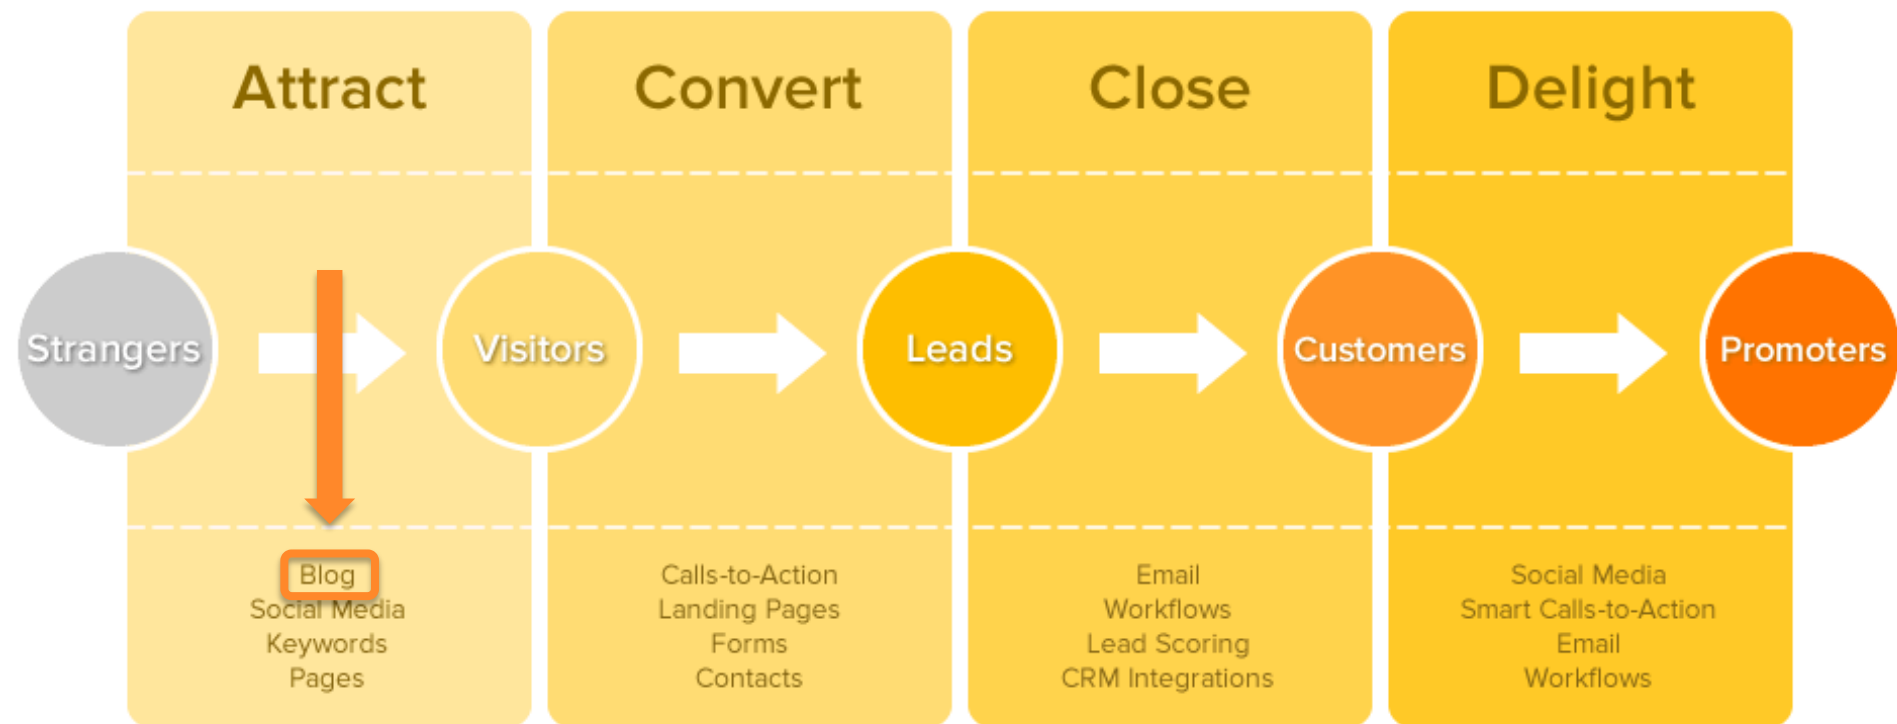 Attract
Convert
Close
Delight
Strangers
Visitors
Leads
Customers
Promoters
Blog
Social Media
Keywords
Pages
Calls-to-Action
Landing Pages
Forms
Contacts
Email
Workflows
Lead Scoring
CRM Integrations
Social Media
Smart Calls-to-Action
Email
Workflows